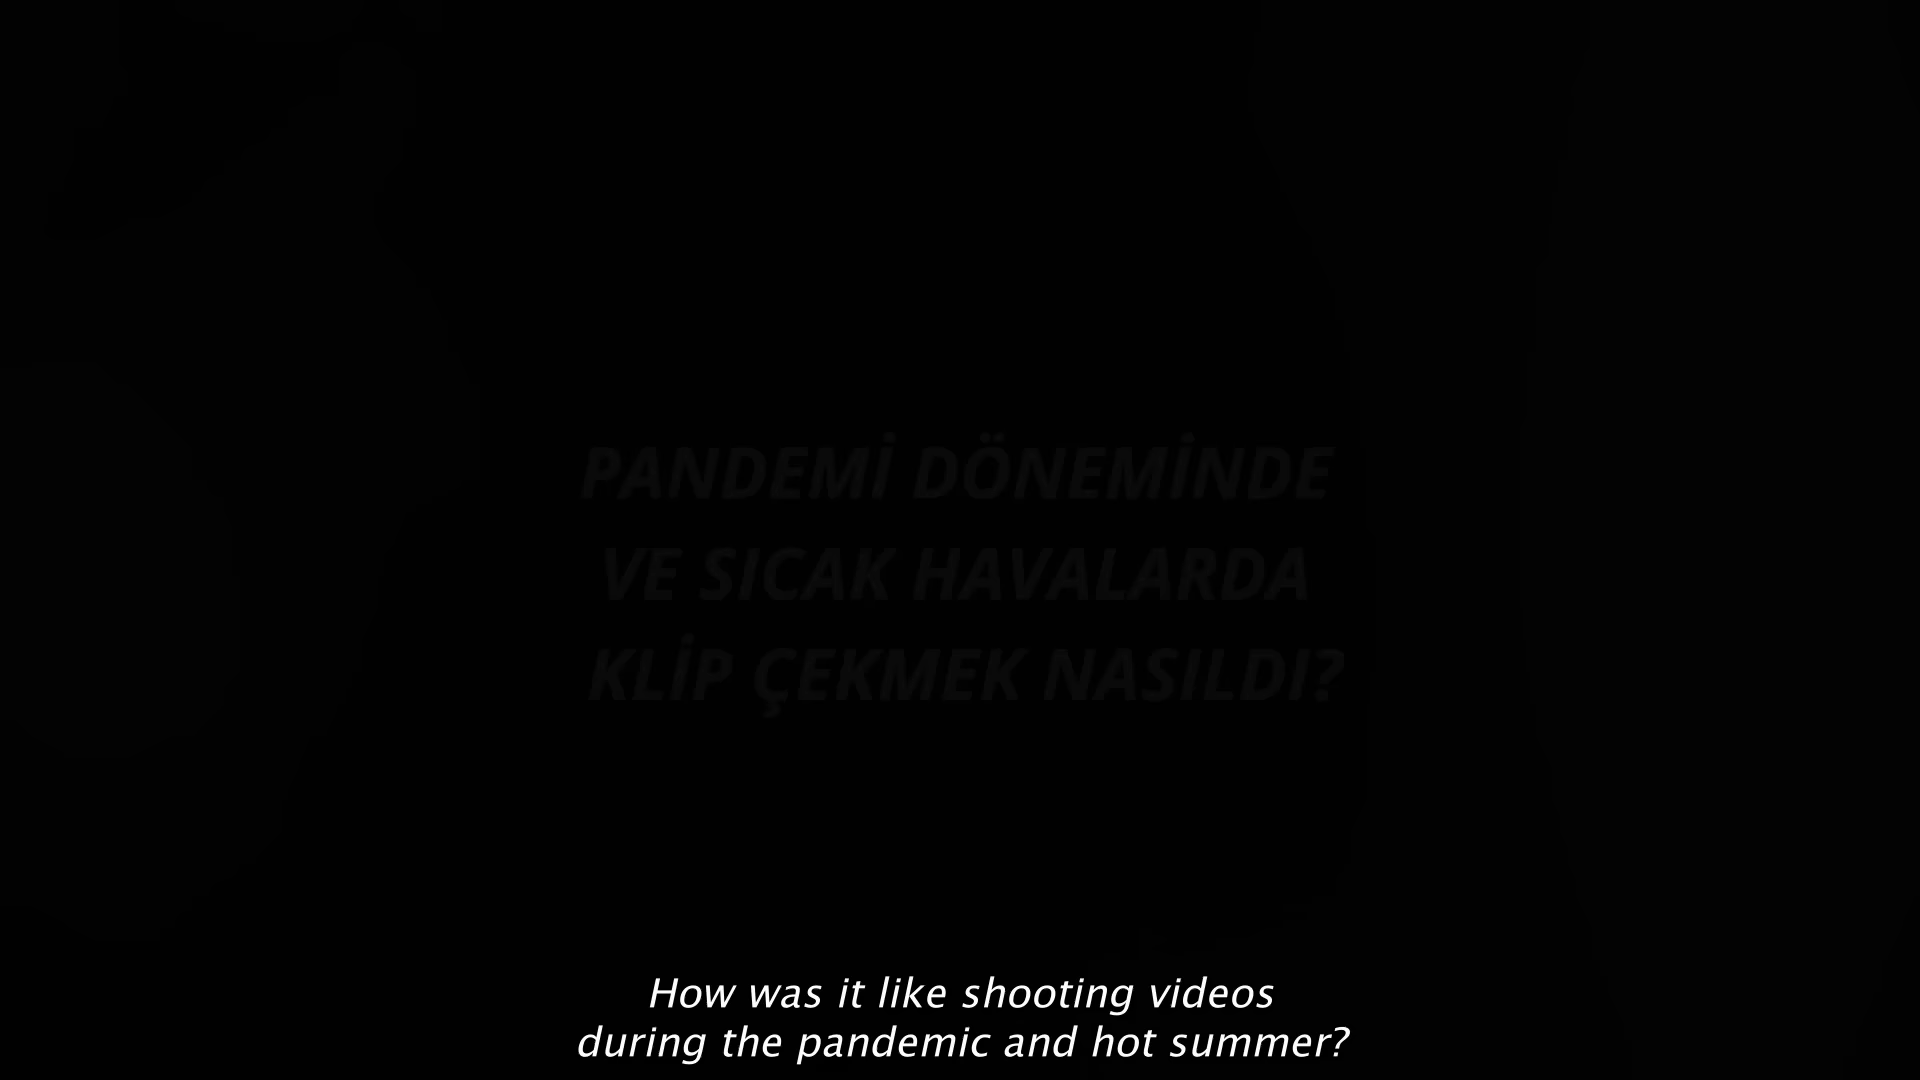 PANDEMİ DÖNEMİNDE
VE SICAK HAVALARDA
KLİP ÇEKMEK NASILDI?
How was it like shooting videos
during the pandemic and hot summer?